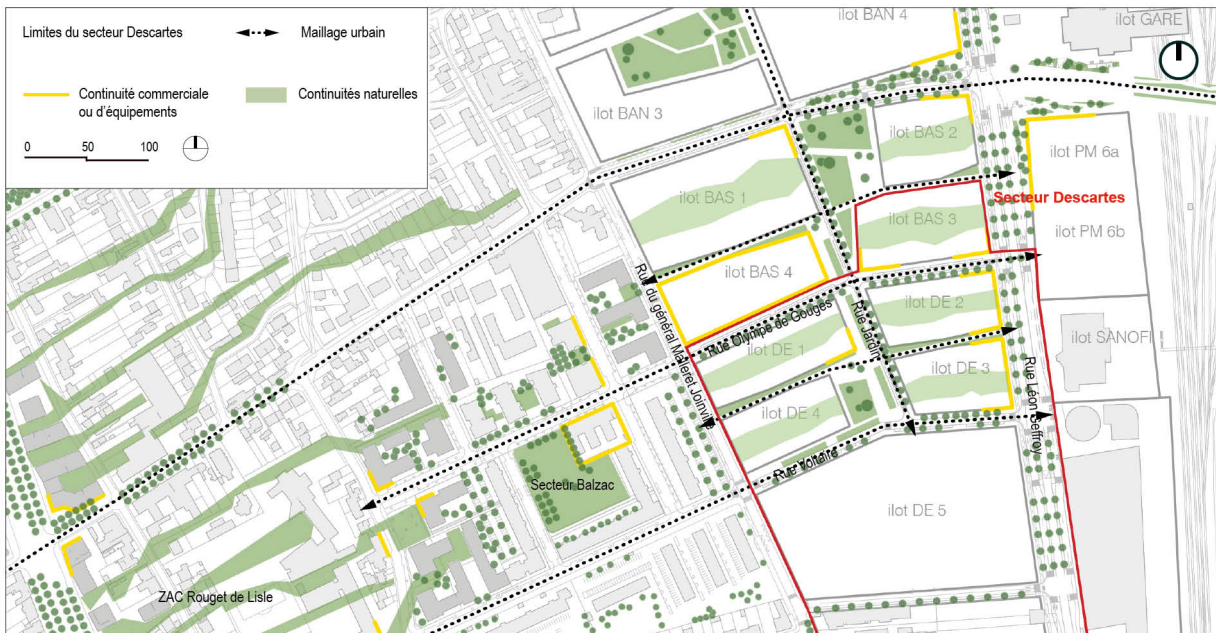 Limites du secteur Descartes
Maillage urbain
Continuité commerciale
ou d'équipements
Continuités naturelles
0 50 100
ilot BAN 4
ilot GARE
ilot BAN 3
ilot BAS 2
ilot PM 6a
ilot BAS 1
Secteur Descartes
ilot BAS 3
ilot PM 6b
ilot BAS 4
Rue du général Malleret Joinville
Rue Olympe de Gouges
Rue Jardin
ilot DE 2
ilot DE 1
ilot SANOFI
ilot DE 3
Rue Léon Geffroy
ilot DE 4
Rue Voltaire
Secteur Balzac
ilot DE 5
ZAC Rouget de Lisle